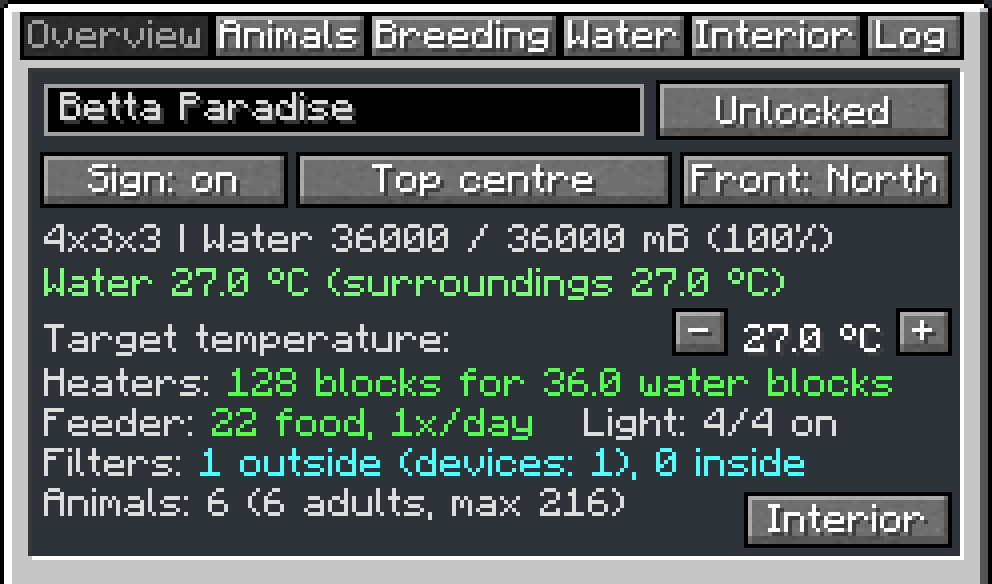 Overview Animals Breeding Water Interior Log
Betta Paradise Unlocked
Sign: on Top centre Front: North
4x3x3 | Water 36000 / 36000 mB (100%)
Water 27.0 ºC (surroundings 27.0 ºC)
Target temperature: - 27.0 ºC +
Heaters: 128 blocks for 36.0 water blocks
Feeder: 22 food, 1x/day Light: 4/4 on
Filters: 1 outside (devices: 1), 0 inside
Animals: 6 (6 adults, max 216)
Interior